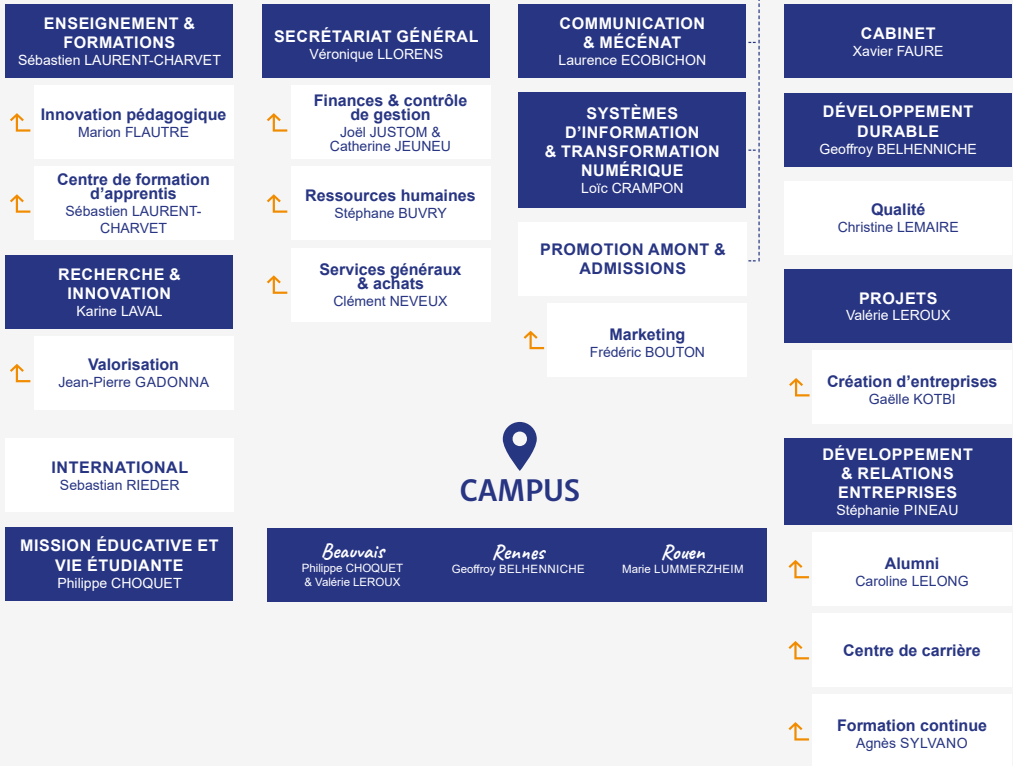 ENSEIGNEMENT &
FORMATIONS
Sébastien LAURENT-CHARVET
Innovation pédagogique
Marion FLAUTRE
Centre de formation
d’apprentis
Sébastien LAURENT-
CHARVET
RECHERCHE &
INNOVATION
Karine LAVAL
Valorisation
Jean-Pierre GADONNA
INTERNATIONAL
Sebastian RIEDER
MISSION ÉDUCATIVE ET
VIE ÉTUDIANTE
Philippe CHOQUET
SECRÉTARIAT GÉNÉRAL
Véronique LLORENS
Finances & contrôle
de gestion
Joël JUSTOM &
Catherine JEUNEU
Ressources humaines
Stéphane BUVRY
Services généraux
& achats
Clément NEVEUX
COMMUNICATION
& MÉCÉNAT
Laurence ECOBICHON
SYSTÈMES
D’INFORMATION
& TRANSFORMATION
NUMÉRIQUE
Loïc CRAMPON
PROMOTION AMONT &
ADMISSIONS
Marketing
Frédéric BOUTON
CAMPUS
Beauvais
Philippe CHOQUET
& Valérie LEROUX
Rennes
Geoffroy BELHENNICHE
Rouen
Marie LUMMERZHEIM
CABINET
Xavier FAURE
DÉVELOPPEMENT
DURABLE
Geoffroy BELHENNICHE
Qualité
Christine LEMAIRE
PROJETS
Valérie LEROUX
Création d’entreprises
Gaëlle KOTBI
DÉVELOPPEMENT
& RELATIONS
ENTREPRISES
Stéphanie PINEAU
Alumni
Caroline LELONG
Centre de carrière
Formation continue
Agnès SYLVANO